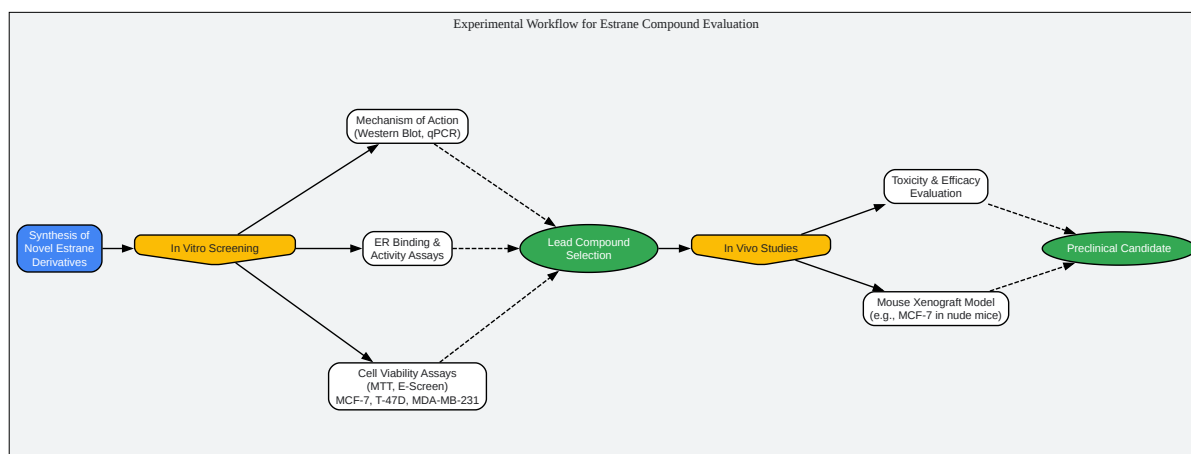 Experimental Workflow for Estrane Compound Evaluation
Synthesis of
Novel Estrane
Derivatives
In Vitro Screening
Mechanism of Action
(Western Blot, qPCR)
ER Binding &
Activity Assays
Cell Viability Assays
(MTT, E-Screen)
MCF-7, T-47D, MDA-MB-231
Lead Compound
Selection
In Vivo Studies
Toxicity & Efficacy
Evaluation
Mouse Xenograft Model
(e.g., MCF-7 in nude mice)
Preclinical Candidate